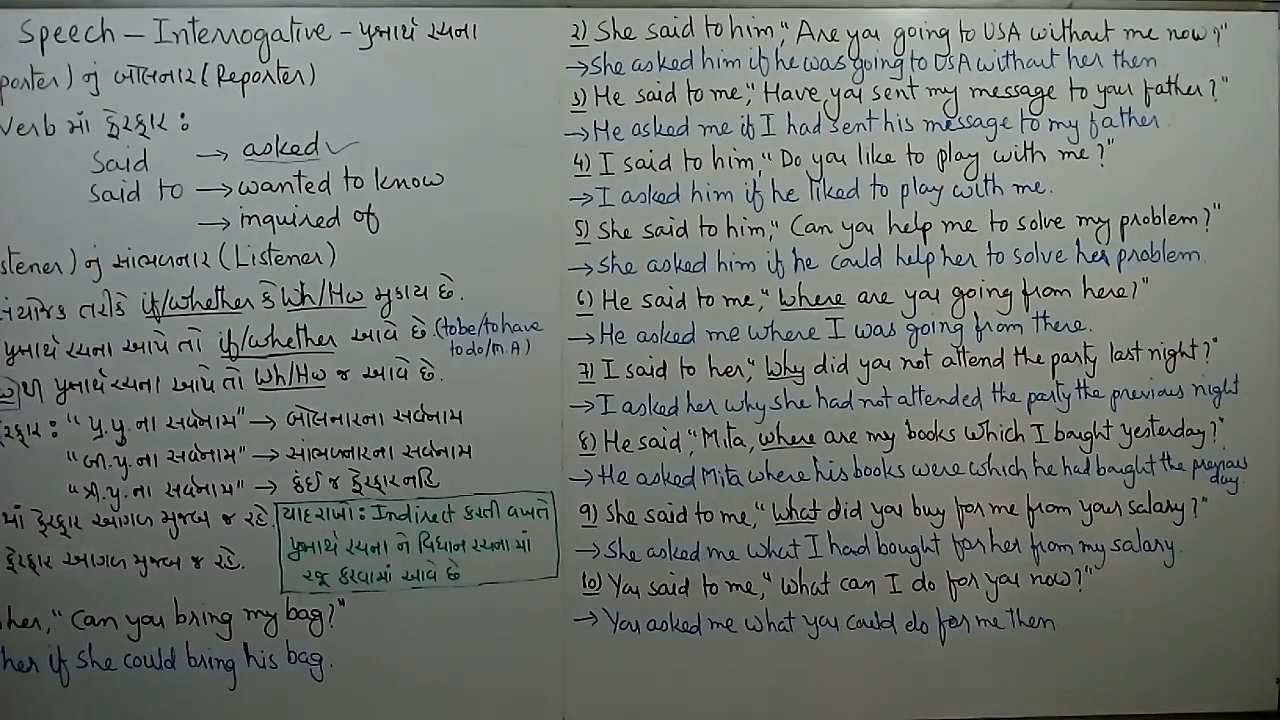 Speech – Interrogative – પ્રશ્નાર્થ રચના
porter) નું બોલનાર (Reporter)
Verb માં ફેરફાર :
Said → asked ✓
said to → wanted to know
→ inquired of
stener) નું સાંભળનાર (Listener)
સંયોજક તરીકે if/whether કે Wh/Hw મુકાય છે.
પ્રશ્નાર્થ રચના આપે તો if/whether આવે છે (tobe/to have
to do/M.A)
પ્રશ્નાર્થ રચના આપે તો Wh/Hw જ આવે છે.
ફેરફાર : "પ્ર.પુ.ના સર્વનામ" → બોલનારના સર્વનામ
"બી.પુ.ના સર્વનામ" → સાંભળનારના સર્વનામ
"ત્રી.પુ.ના સર્વનામ" → કંઈ જ ફેરફાર નહિ
માં ફેરફાર આગળ મુજબ જ રહે.
ફેરફાર આગળ મુજબ જ રહે.
યાદ રાખો : Indirect કરતી વખતે
પ્રશ્નાર્થ રચના ને વિધાન રચના માં
રજૂ કરવામાં આવે છે
her, "Can you bring my bag?"
her if she could bring his bag.
2) She said to him, "Are you going to USA without me now?"
→ She asked him if he was going to USA without her then
3) He said to me, "Have you sent my message to your father?"
→ He asked me if I had sent his message to my father
4) I said to him, "Do you like to play with me?"
→ I asked him if he liked to play with me.
5) She said to him, "Can you help me to solve my problem?"
→ She asked him if he could help her to solve her problem
6) He said to me, "Where are you going from here?"
→ He asked me where I was going from there.
7) I said to her, "Why did you not attend the party last night?"
→ I asked her why she had not attended the party the previous night
8) He said, "Mita, where are my books which I bought yesterday?"
→ He asked Mita where his books were which he had bought the previous
day.
9) She said to me, "What did you buy for me from your salary?"
→ She asked me what I had bought for her from my salary.
10) You said to me, "What can I do for you now?"
→ You asked me what you could do for me then